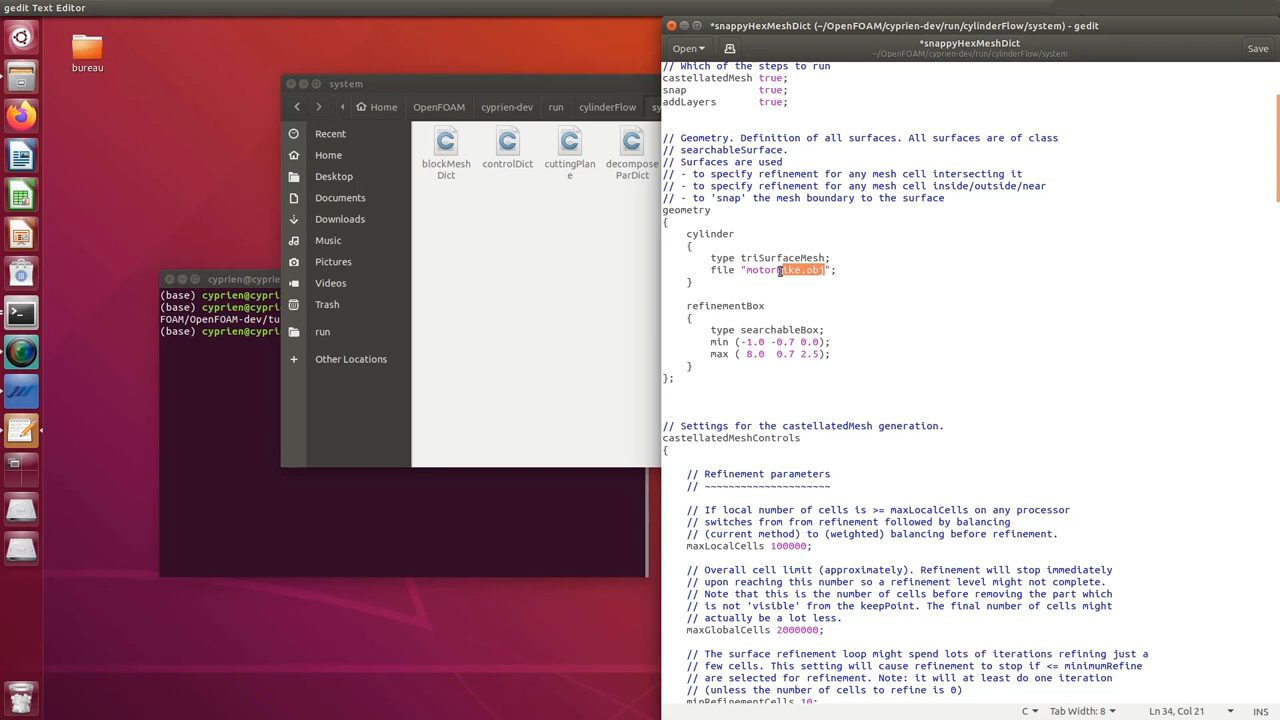 gedit Text Editor
bureau
system
Home
OpenFOAM
cyprien-dev
run
cylinderFlow
Recent
Home
Desktop
Documents
Downloads
Music
Pictures
Videos
Trash
run
Other Locations
blockMesh
Dict
controlDict
cuttingPlan
e
decompose
ParDict
cyprien@cyprien
(base) cyprien@cypri
(base) cyprien@cypri
FOAM/OpenFOAM-dev/tu
(base) cyprien@cypri
*snappyHexMeshDict (~/OpenFOAM/cyprien-dev/run/cylinderFlow/system) - gedit
Open
*snappyHexMeshDict
~/OpenFOAM/cyprien-dev/run/cylinderFlow/system
Save
// Which of the steps to run
castellatedMesh true;
snap            true;
addLayers       true;
// Geometry. Definition of all surfaces. All surfaces are of class
// searchableSurface.
// Surfaces are used
// - to specify refinement for any mesh cell intersecting it
// - to specify refinement for any mesh cell inside/outside/near
// - to 'snap' the mesh boundary to the surface
geometry
{
    cylinder
    {
        type triSurfaceMesh;
        file "motorBike.obj";
    }
    refinementBox
    {
        type searchableBox;
        min (-1.0 -0.7 0.0);
        max ( 8.0  0.7 2.5);
    }
};
// Settings for the castellatedMesh generation.
castellatedMeshControls
{
    // Refinement parameters
    // ~~~~~~~~~~~~~~~~~~~~~
    // If local number of cells is >= maxLocalCells on any processor
    // switches from from refinement followed by balancing
    // (current method) to (weighted) balancing before refinement.
    maxLocalCells 100000;
    // Overall cell limit (approximately). Refinement will stop immediately
    // upon reaching this number so a refinement level might not complete.
    // Note that this is the number of cells before removing the part which
    // is not 'visible' from the keepPoint. The final number of cells might
    // actually be a lot less.
    maxGlobalCells 2000000;
    // The surface refinement loop might spend lots of iterations refining just a
    // few cells. This setting will cause refinement to stop if <= minimumRefine
    // are selected for refinement. Note: it will at least do one iteration
    // (unless the number of cells to refine is 0)
    minRefinementCells 10;
C
Tab Width: 8
Ln 34, Col 21
INS